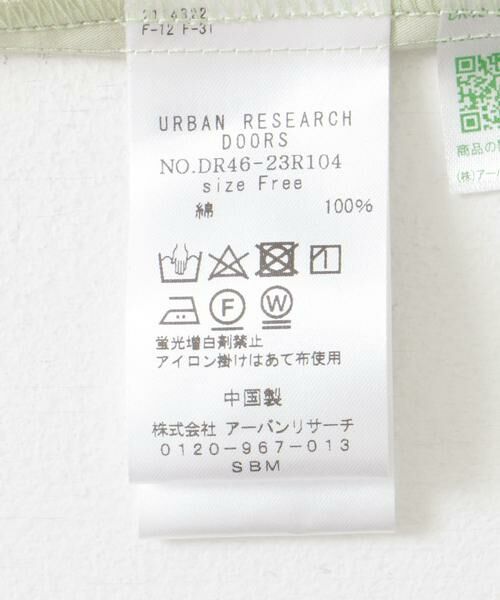 F-12 F-31
URBAN RESEARCH
DOORS
NO.DR46-23R104
size Free
綿 100%
F W
蛍光増白剤禁止
アイロン掛けはあて布使用
中国製
株式会社 アーバンリサーチ
0120-967-013
SBM
商品の
(株)アーバ